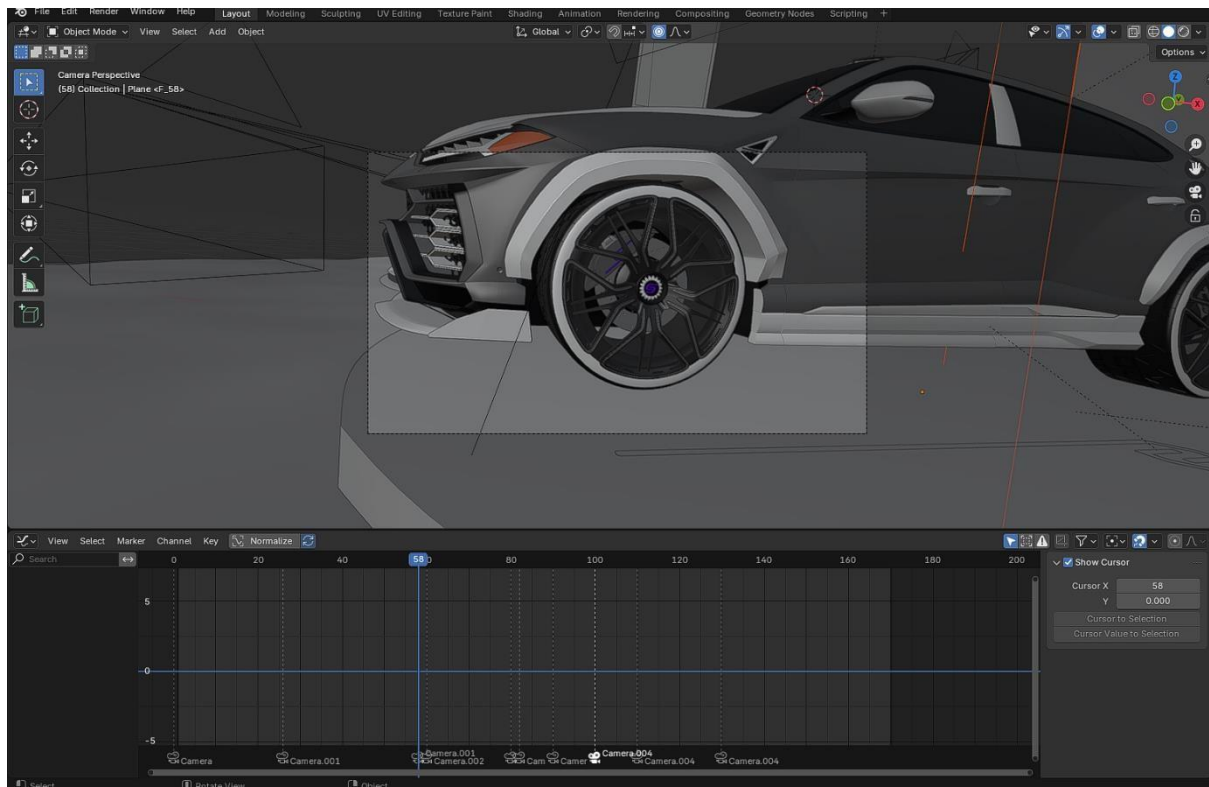 File Edit Render Window Help Layout Modeling Sculpting UV Editing Texture Paint Shading Animation Rendering Compositing Geometry Nodes Scripting +
Object Mode View Select Add Object Global
Options
Camera Perspective
(58) Collection | Plane <F_58>
Z
X
View Select Marker Channel Key Normalize
Search
0 20 40 58 80 100 120 140 160 180 200
5
0
-5
Show Cursor
Cursor X 58
Y 0.000
Cursor to Selection
Cursor Value to Selection
Camera.001 Camera.004
Camera Camera.001 Camera.002 Cam Camer Camera.004 Camera.004
Select Rotate View Object